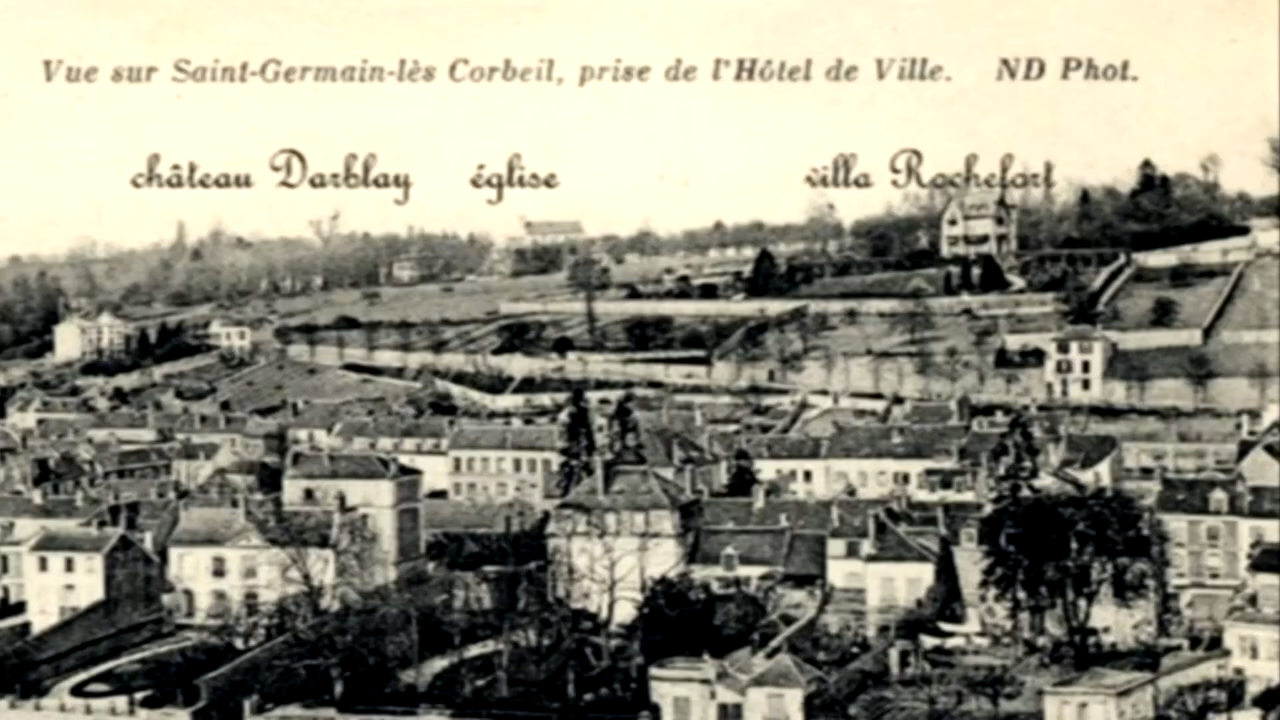 Vue sur Saint-Germain-lès Corbeil, prise de l'Hôtel de Ville. ND Phot.
château Darblay église villa Rochefort